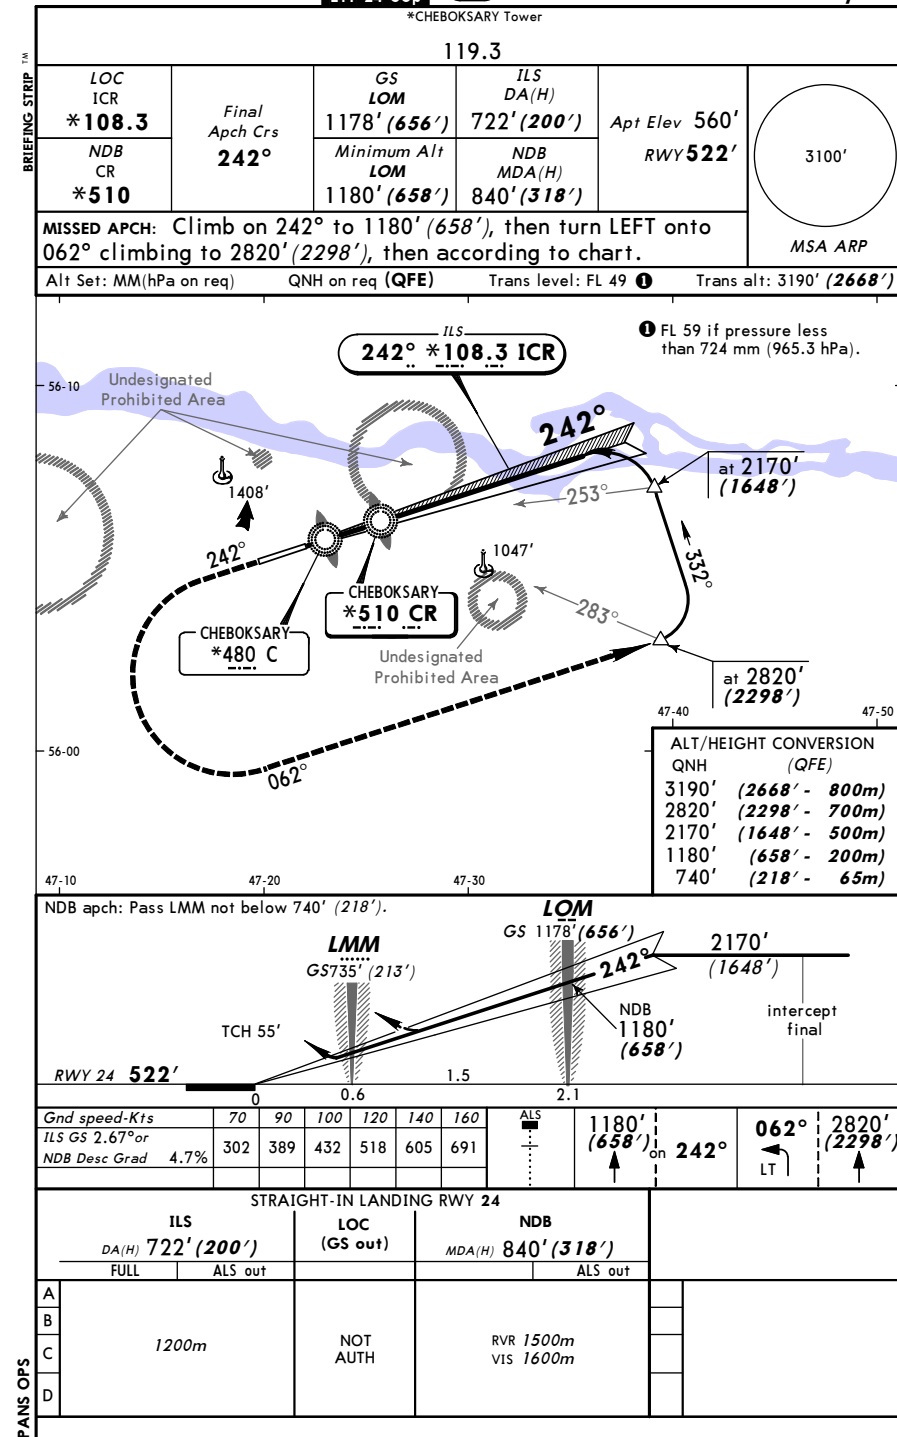 *CHEBOKSARY Tower
119.3
BRIEFING STRIP TM
LOC
ICR
*108.3
Final
Apch Crs
242°
GS
LOM
1178' (656')
ILS
DA(H)
722' (200')
Apt Elev 560'
RWY 522'
3100'
MSA ARP
NDB
CR
*510
Minimum Alt
LOM
1180' (658')
NDB
MDA(H)
840' (318')
MISSED APCH: Climb on 242° to 1180' (658'), then turn LEFT onto
062° climbing to 2820' (2298'), then according to chart.
Alt Set: MM(hPa on req) QNH on req (QFE) Trans level: FL 49 1 Trans alt: 3190' (2668')
ILS
242° *108.3 ICR
1 FL 59 if pressure less
than 724 mm (965.3 hPa).
56-10
Undesignated
Prohibited Area
242°
at 2170'
(1648')
1408'
253°
242°
1047'
332°
CHEBOKSARY
*510 CR
283°
CHEBOKSARY
*480 C
Undesignated
Prohibited Area
at 2820'
(2298')
47-40
47-50
56-00
062°
ALT/HEIGHT CONVERSION
QNH (QFE)
3190' (2668' - 800m)
2820' (2298' - 700m)
2170' (1648' - 500m)
1180' (658' - 200m)
740' (218' - 65m)
47-10
47-20
47-30
NDB apch: Pass LMM not below 740' (218').
LOM
GS 1178' (656')
LMM
GS735' (213')
242°
2170'
(1648')
NDB
1180'
(658')
intercept
final
TCH 55'
RWY 24 522'
1.5
0
0.6
2.1
Gnd speed-Kts 70 90 100 120 140 160
ILS GS 2.67° or
NDB Desc Grad 4.7% 302 389 432 518 605 691
ALS
1180'
(658')
on 242°
062°
LT
2820'
(2298')
STRAIGHT-IN LANDING RWY 24
ILS
DA(H) 722' (200')
LOC
(GS out)
NDB
MDA(H) 840' (318')
FULL
ALS out
ALS out
A
B
C
D
1200m
NOT
AUTH
RVR 1500m
VIS 1600m
PANS OPS